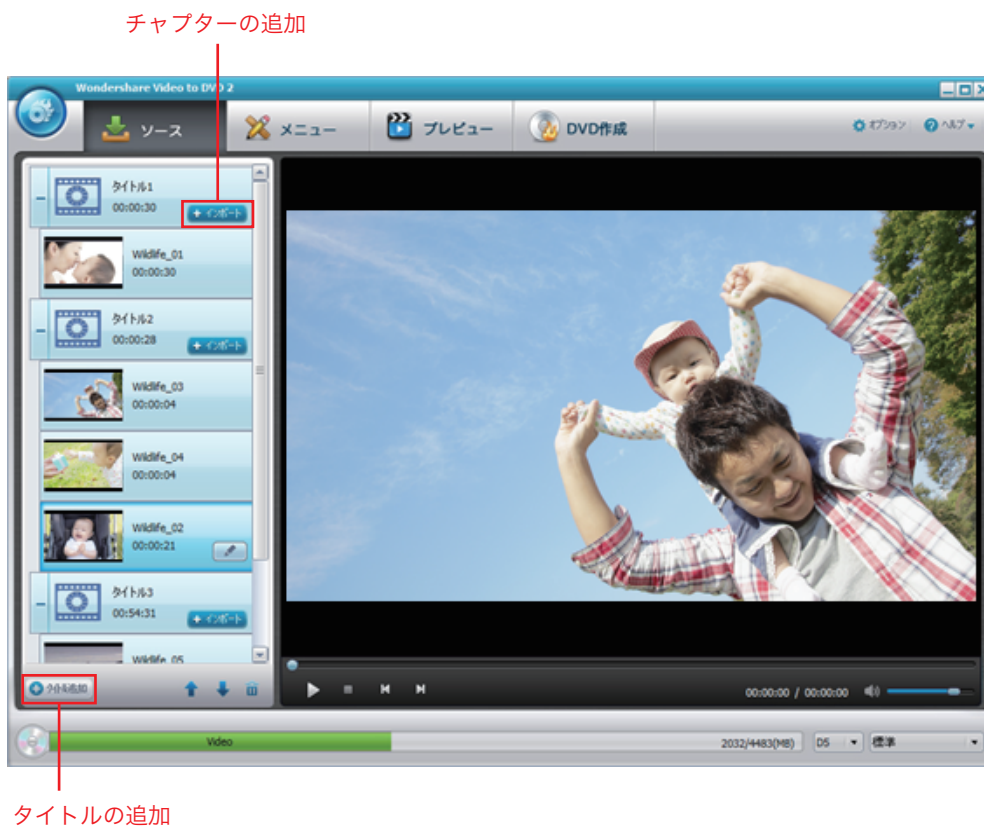 チャプターの追加
Wondershare Video to DVD 2
ソース
メニュー
プレビュー
DVD作成
オプション
ヘルプ
タイトル1
00:00:30
インポート
Wildlife_01
00:00:30
タイトル2
00:00:28
インポート
Wildlife_03
00:00:04
Wildlife_04
00:00:04
Wildlife_02
00:00:21
タイトル3
00:54:31
インポート
Wildlife_05
タイトル追加
00:00:00 / 00:00:00
Video
2032/4483(MB)
D5
標準
タイトルの追加